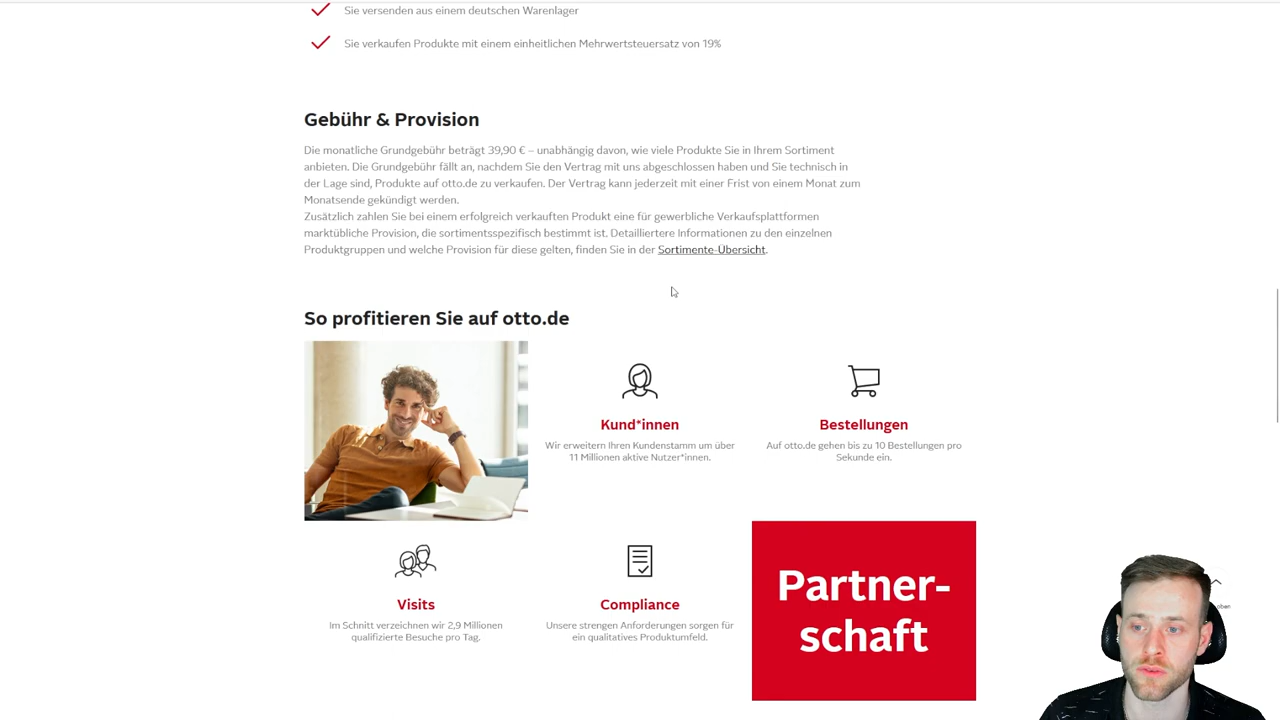 Sie versenden aus einem deutschen Warenlager
Sie verkaufen Produkte mit einem einheitlichen Mehrwertsteuersatz von 19%
Gebühr & Provision
Die monatliche Grundgebühr beträgt 39,90 € – unabhängig davon, wie viele Produkte Sie in Ihrem Sortiment
anbieten. Die Grundgebühr fällt an, nachdem Sie den Vertrag mit uns abgeschlossen haben und Sie technisch in
der Lage sind, Produkte auf otto.de zu verkaufen. Der Vertrag kann jederzeit mit einer Frist von einem Monat zum
Monatsende gekündigt werden.
Zusätzlich zahlen Sie bei einem erfolgreich verkauften Produkt eine für gewerbliche Verkaufsplattformen
marktübliche Provision, die sortimentsspezifisch bestimmt ist. Detailliertere Informationen zu den einzelnen
Produktgruppen und welche Provision für diese gelten, finden Sie in der Sortimente-Übersicht.
So profitieren Sie auf otto.de
Kund*innen
Wir erweitern Ihren Kundenstamm um über
11 Millionen aktive Nutzer*innen.
Bestellungen
Auf otto.de gehen bis zu 10 Bestellungen pro
Sekunde ein.
Visits
Im Schnitt verzeichnen wir 2,9 Millionen
qualifizierte Besuche pro Tag.
Compliance
Unsere strengen Anforderungen sorgen für
ein qualitatives Produktumfeld.
Partner-
schaft